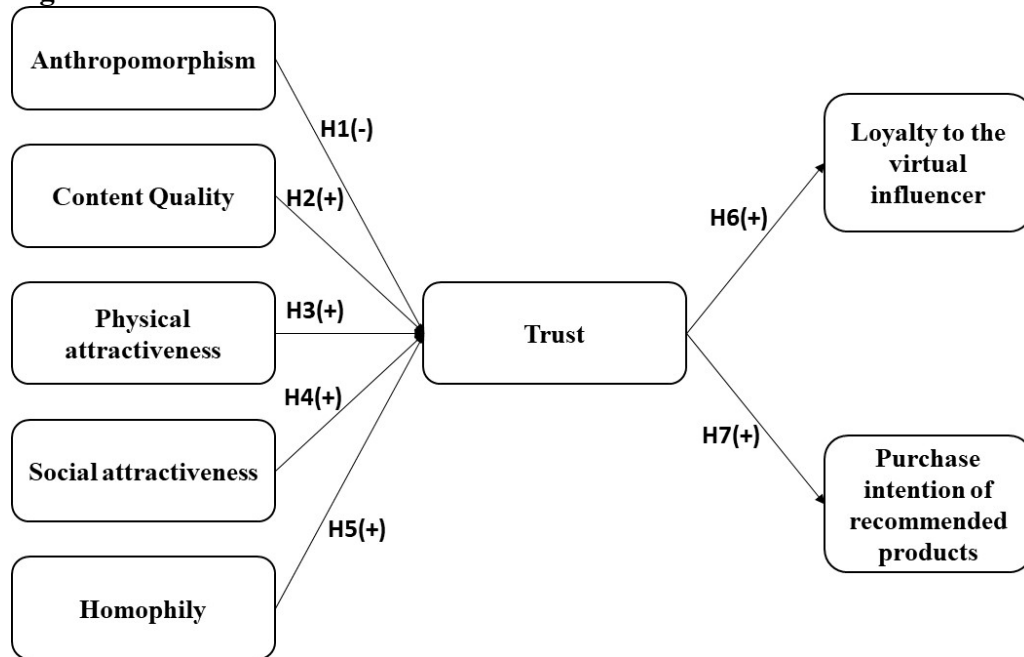 Anthropomorphism
H1(-)
Content Quality
H2(+)
Physical
attractiveness
H3(+)
Social attractiveness
H4(+)
Homophily
H5(+)
Trust
H6(+)
Loyalty to the
virtual
influencer
H7(+)
Purchase
intention of
recommended
products